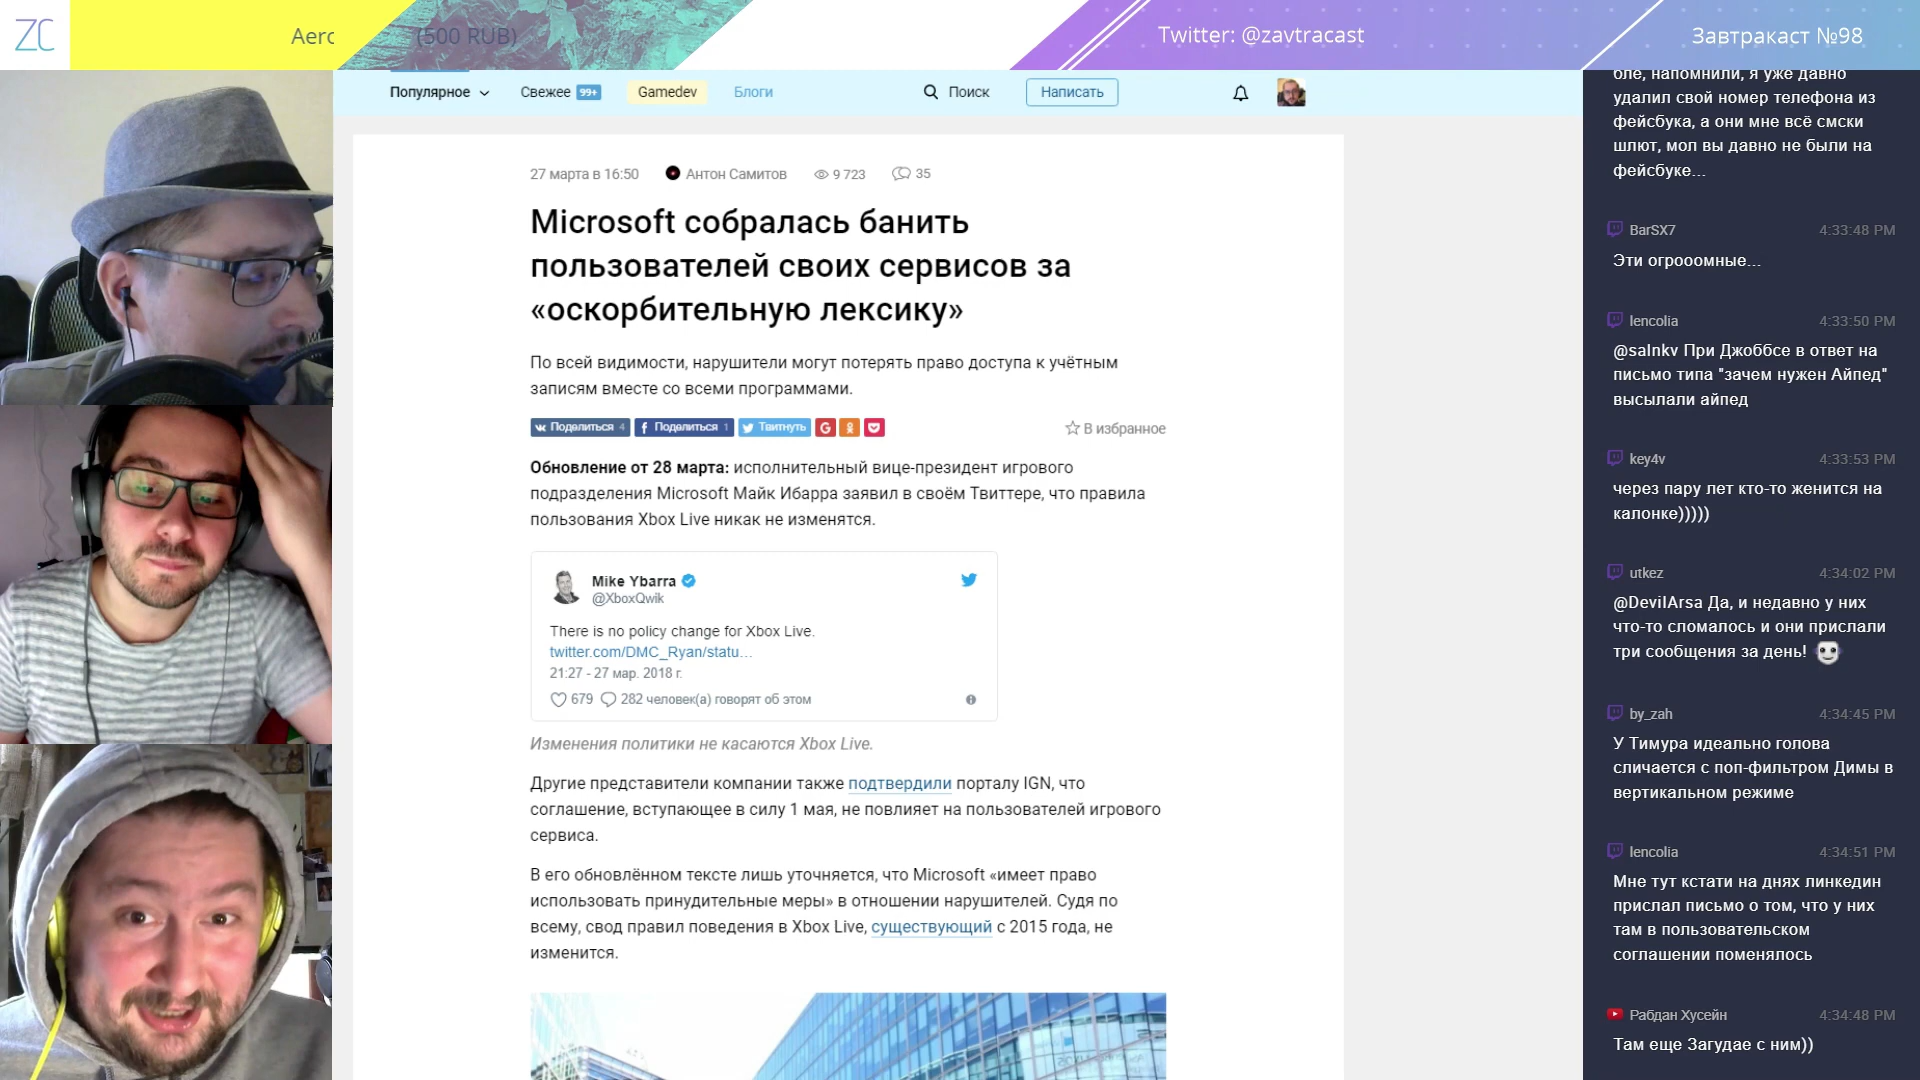 ZC
Aero
(500 RUB)
Twitter: @zavtracast
Завтракаст №98
Популярное
Свежее 99+
Gamedev
Блоги
Поиск
Написать
27 марта в 16:50
Антон Самитов
9 723
35
Microsoft собралась банить
пользователей своих сервисов за
«оскорбительную лексику»
По всей видимости, нарушители могут потерять право доступа к учётным
записям вместе со всеми программами.
Поделиться 4
Поделиться 1
Твитнуть
В избранное
Обновление от 28 марта: исполнительный вице-президент игрового
подразделения Microsoft Майк Ибарра заявил в своём Твиттере, что правила
пользования Xbox Live никак не изменятся.
Mike Ybarra
@XboxQwik
There is no policy change for Xbox Live.
twitter.com/DMC_Ryan/statu…
21:27 - 27 мар. 2018 г.
679
282 человек(а) говорят об этом
Изменения политики не касаются Xbox Live.
Другие представители компании также подтвердили порталу IGN, что
соглашение, вступающее в силу 1 мая, не повлияет на пользователей игрового
сервиса.
В его обновлённом тексте лишь уточняется, что Microsoft «имеет право
использовать принудительные меры» в отношении нарушителей. Судя по
всему, свод правил поведения в Xbox Live, существующий с 2015 года, не
изменится.
бле, напомнили, я уже давно
удалил свой номер телефона из
фейсбука, а они мне всё смски
шлют, мол вы давно не были на
фейсбуке...
BarSX7 4:33:48 PM
Эти огрооомные...
lencolia 4:33:50 PM
@salnkv При Джоббсе в ответ на
письмо типа "зачем нужен Айпед"
высылали айпед
key4v 4:33:53 PM
через пару лет кто-то женится на
калонке)))))
utkez 4:34:02 PM
@DevilArsa Да, и недавно у них
что-то сломалось и они прислали
три сообщения за день!
by_zah 4:34:45 PM
У Тимура идеально голова
сличается с поп-фильтром Димы в
вертикальном режиме
lencolia 4:34:51 PM
Мне тут кстати на днях линкедин
прислал письмо о том, что у них
там в пользовательском
соглашении поменялось
Рабдан Хусейн 4:34:48 PM
Там еще Загудае с ним))